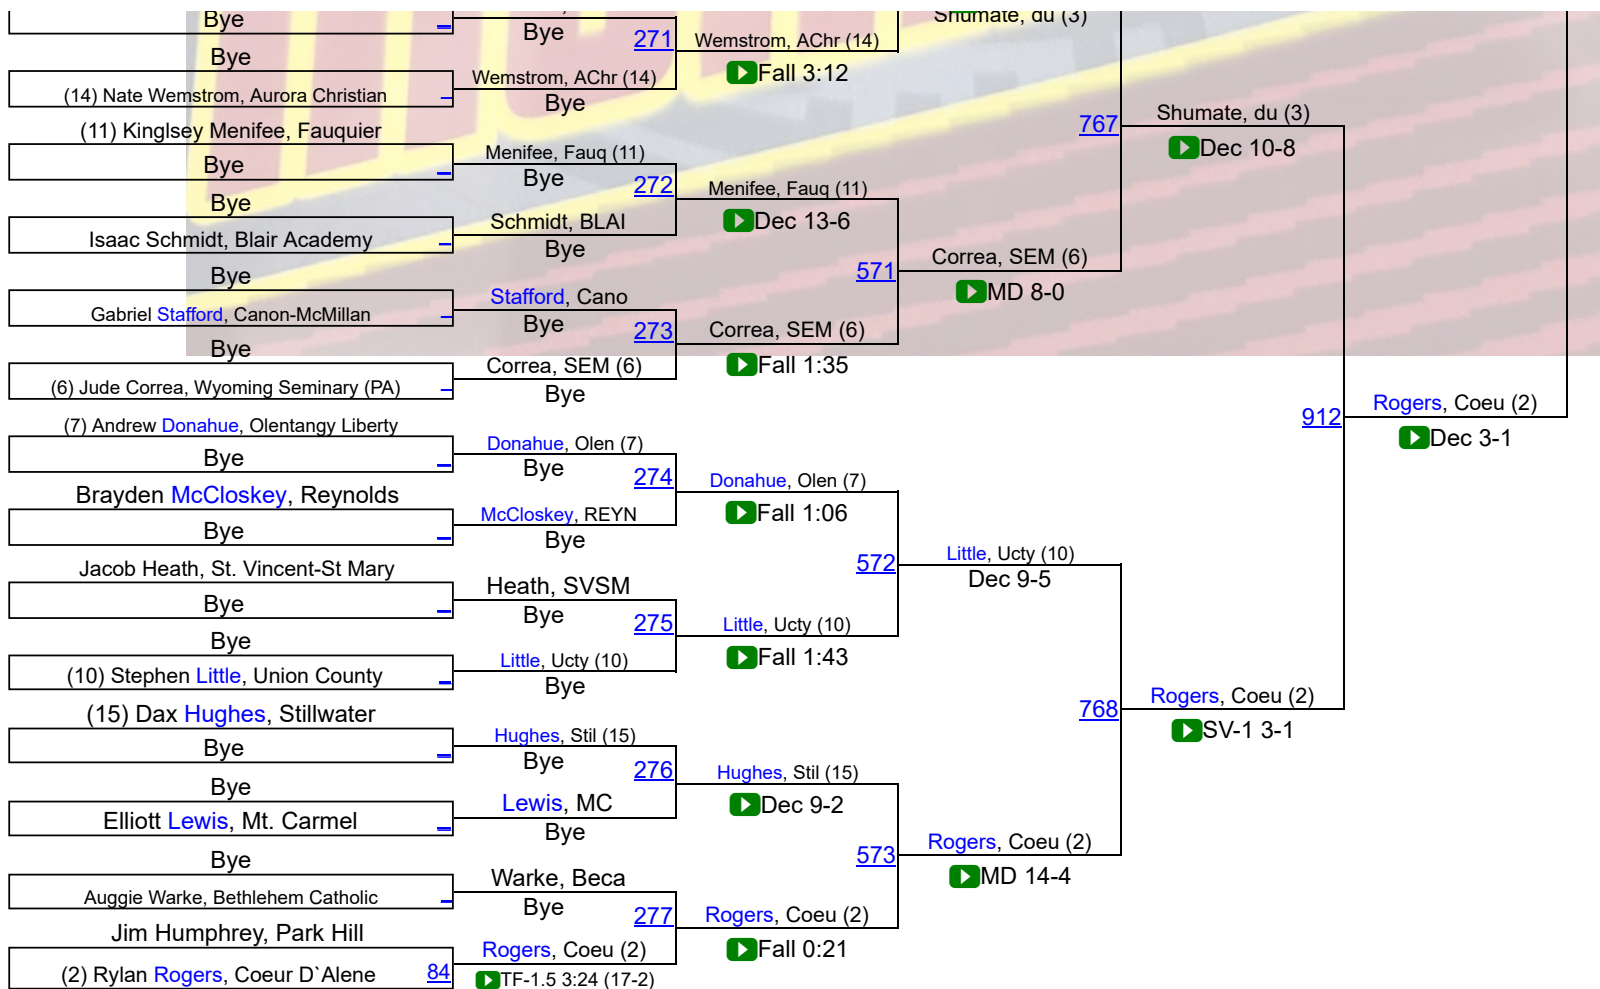 Bye
Bye
(14) Nate Wemstrom, Aurora Christian
(11) Kinglsey Menifee, Fauquier
Bye
Bye
Isaac Schmidt, Blair Academy
Bye
Gabriel Stafford, Canon-McMillan
Bye
(6) Jude Correa, Wyoming Seminary (PA)
(7) Andrew Donahue, Olentangy Liberty
Bye
Brayden McCloskey, Reynolds
Bye
Jacob Heath, St. Vincent-St Mary
Bye
Bye
(10) Stephen Little, Union County
(15) Dax Hughes, Stillwater
Bye
Bye
Elliott Lewis, Mt. Carmel
Bye
Auggie Warke, Bethlehem Catholic
Jim Humphrey, Park Hill
(2) Rylan Rogers, Coeur D`Alene
84
Bye
271
Wemstrom, AChr (14)
Bye
Menifee, Fauq (11)
Bye
272
Schmidt, BLAI
Bye
Stafford, Cano
Bye
273
Correa, SEM (6)
Bye
Donahue, Olen (7)
Bye
274
McCloskey, REYN
Bye
Heath, SVSM
Bye
275
Little, Ucty (10)
Bye
Hughes, Stil (15)
Bye
276
Lewis, MC
Bye
Warke, Beca
Bye
277
Rogers, Coeu (2)
TF-1.5 3:24 (17-2)
Wemstrom, AChr (14)
Fall 3:12
Menifee, Fauq (11)
Dec 13-6
571
Correa, SEM (6)
Fall 1:35
Donahue, Olen (7)
Fall 1:06
572
Little, Ucty (10)
Fall 1:43
Hughes, Stil (15)
Dec 9-2
573
Rogers, Coeu (2)
Fall 0:21
Shumate, du (3)
767
Correa, SEM (6)
MD 8-0
Little, Ucty (10)
Dec 9-5
768
Rogers, Coeu (2)
MD 14-4
Shumate, du (3)
Dec 10-8
912
Rogers, Coeu (2)
SV-1 3-1
Rogers, Coeu (2)
Dec 3-1